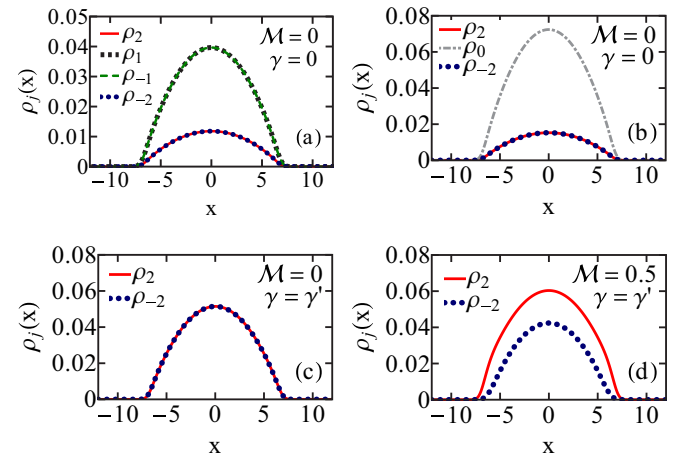 0.05
0.04
0.03
0.02
0.01
0
ρ₂
ρ₁
ρ₋₁
ρ₋₂
ℳ = 0
γ = 0
(a)
ρⱼ(x)
−10 −5 0 5 10
x
0.08
0.06
0.04
0.02
0
ρ₂
ρ₀
ρ₋₂
ℳ = 0
γ = 0
(b)
ρⱼ(x)
−10 −5 0 5 10
x
0.08
0.06
0.04
0.02
0
ρ₂
ρ₋₂
ℳ = 0
γ = γ'
(c)
ρⱼ(x)
−10 −5 0 5 10
x
0.08
0.06
0.04
0.02
0
ρ₂
ρ₋₂
ℳ = 0.5
γ = γ'
(d)
ρⱼ(x)
−10 −5 0 5 10
x